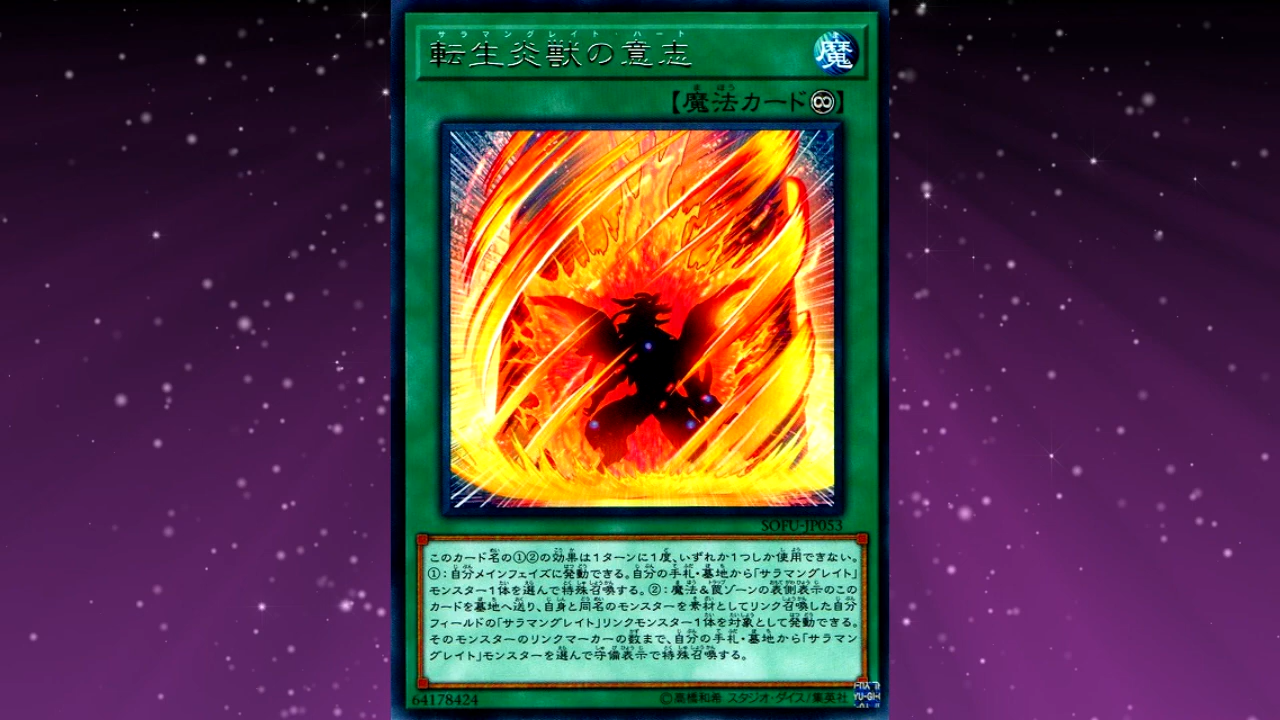 サラマングレイト・ハート
転生炎獣の意志
魔
【魔法カード∞】
SOFU-JP053
このカード名の①②の効果は1ターンに1度、いずれか1つしか使用できない。
①：自分メインフェイズに発動できる。自分の手札・墓地から「サラマングレイト」
モンスター1体を選んで特殊召喚する。②：魔法＆罠ゾーンの表側表示のこの
カードを墓地へ送り、自身と同名のモンスターを素材としてリンク召喚した自分
フィールドの「サラマングレイト」リンクモンスター1体を対象として発動できる。
そのモンスターのリンクマーカーの数まで、自分の手札・墓地から「サラマン
グレイト」モンスターを選んで守備表示で特殊召喚する。
64178424
©高橋和希 スタジオ・ダイス/集英社